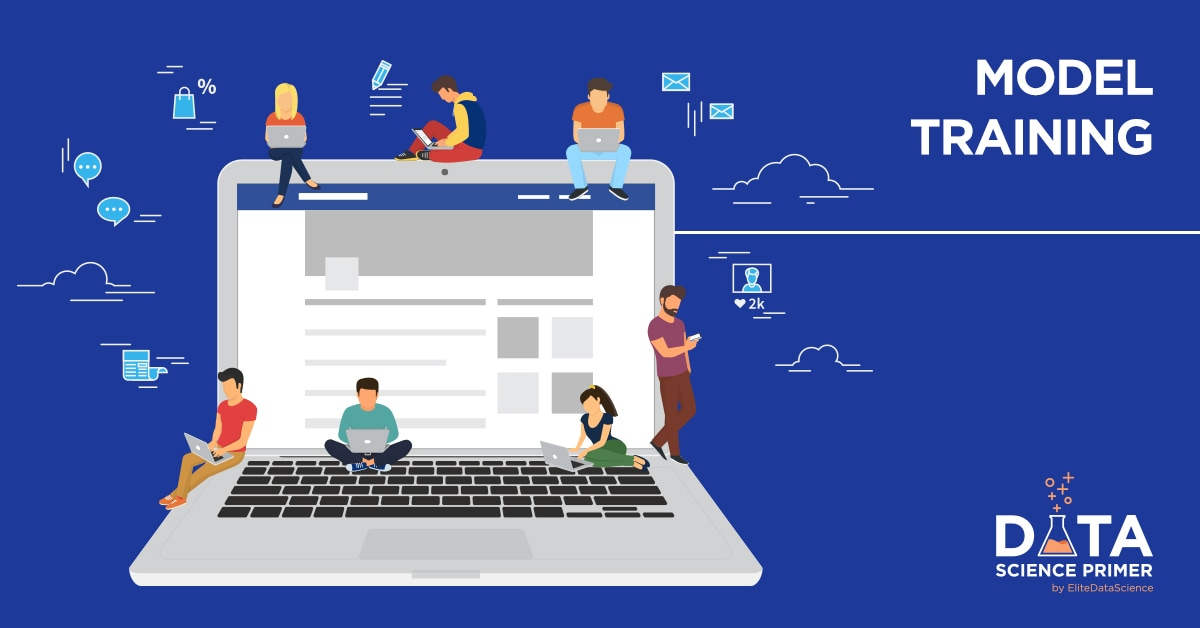 %
MODEL
TRAINING
2k
DATA
SCIENCE PRIMER
by EliteDataScience